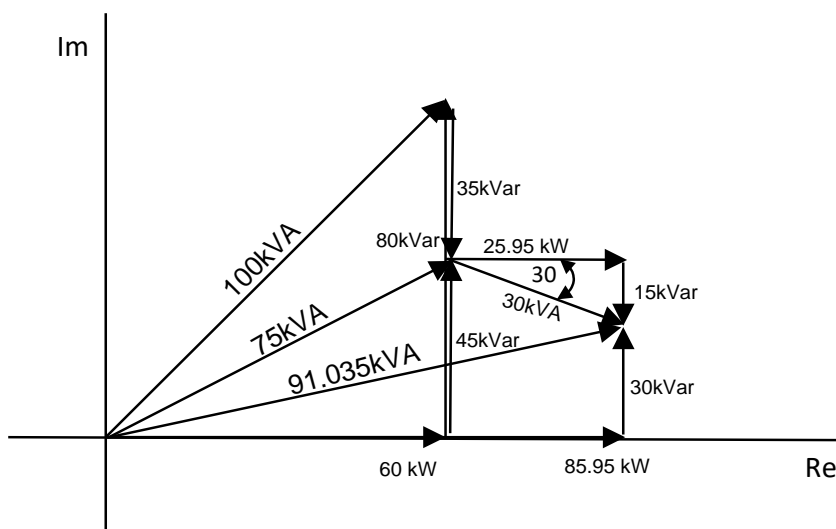 Im
35kVar
100kVA
80kVar
25.95 kW
30
30kVA
15kVar
75kVA
45kVar
91.035kVA
30kVar
60 kW
85.95 kW
Re